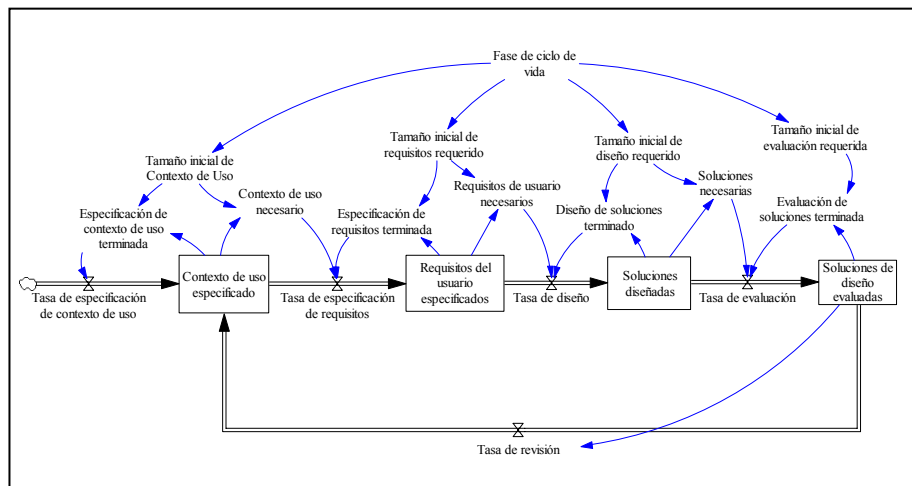 Fase de ciclo de
vida
Tamaño inicial de
Contexto de Uso
Tamaño inicial de
requisitos requerido
Tamaño inicial de
diseño requerido
Tamaño inicial de
evaluación requerida
Contexto de uso
necesario
Requisitos de usuario
necesarios
Soluciones
necesarias
Especificación de
contexto de uso
terminada
Especificación de
requisitos terminada
Diseño de soluciones
terminado
Evaluación de
soluciones terminada
Tasa de especificación
de contexto de uso
Contexto de uso
especificado
Tasa de especificación
de requisitos
Requisitos del
usuario
especificados
Tasa de diseño
Soluciones
diseñadas
Tasa de evaluación
Soluciones de
diseño
evaluadas
Tasa de revisión